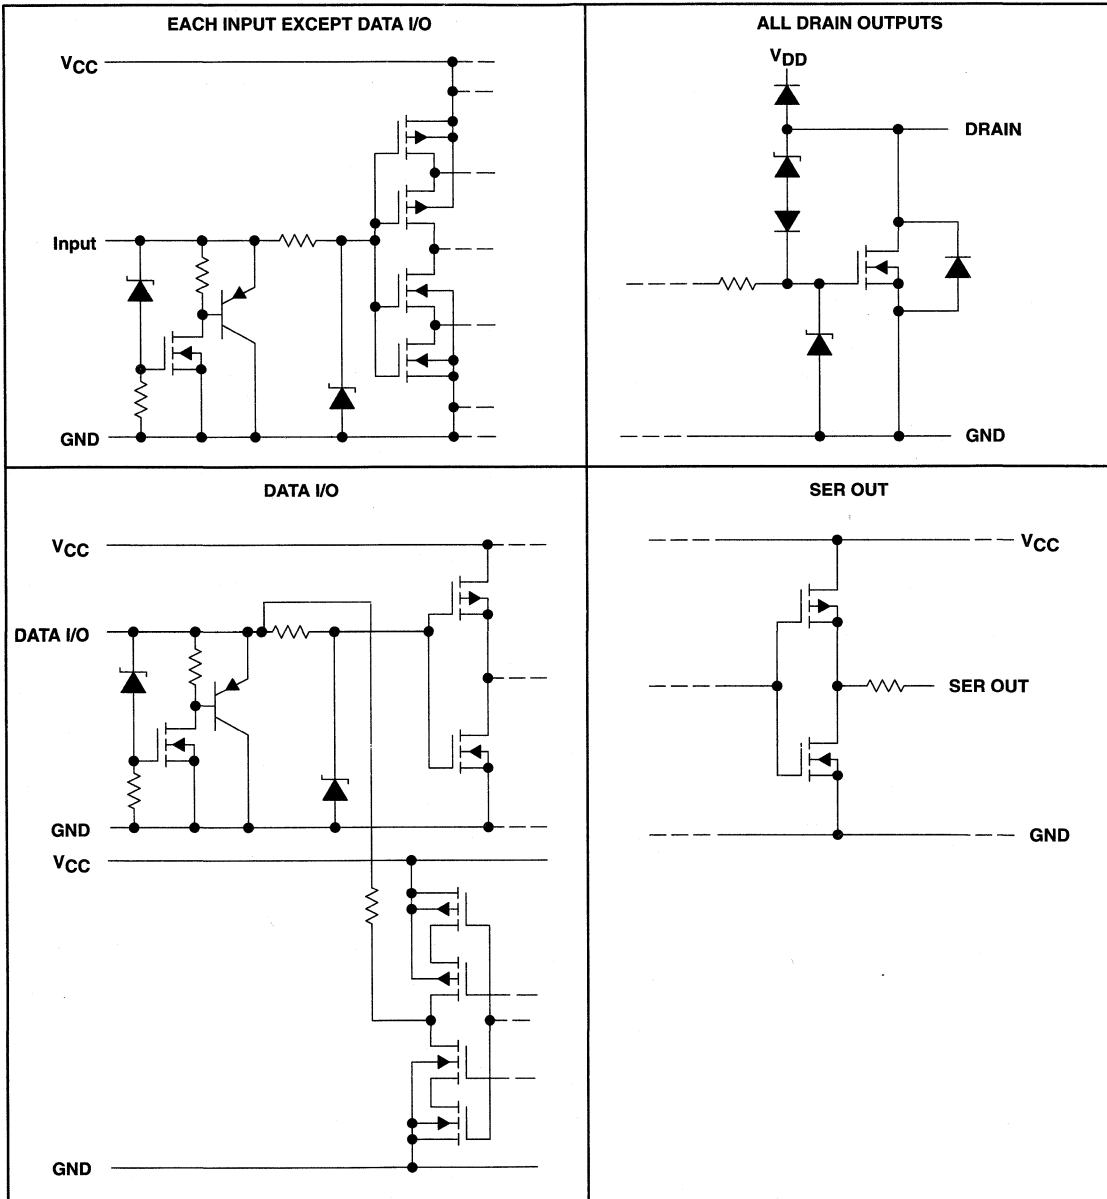 EACH INPUT EXCEPT DATA I/O
VCC
Input
GND
ALL DRAIN OUTPUTS
VDD
DRAIN
GND
DATA I/O
VCC
DATA I/O
GND
VCC
GND
SER OUT
VCC
SER OUT
GND